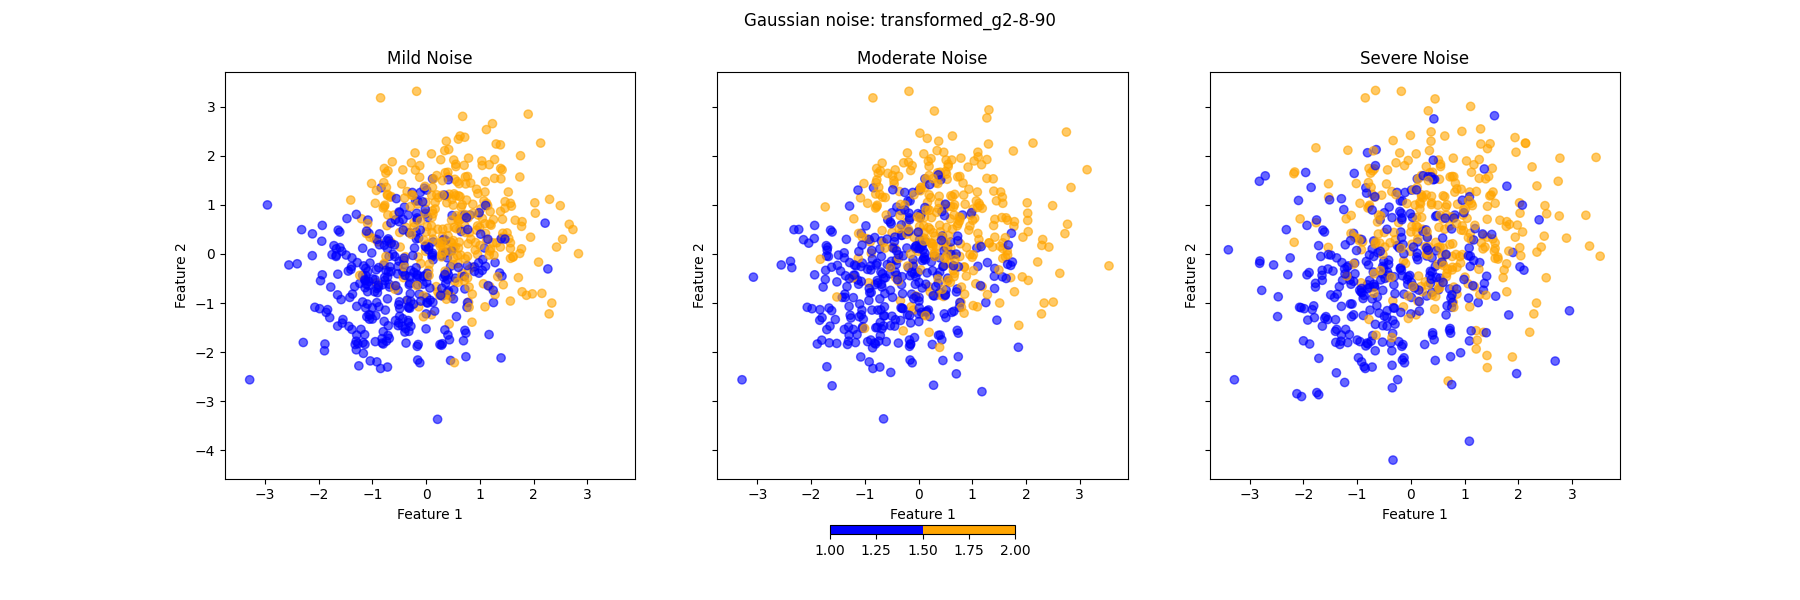 Gaussian noise: transformed_g2-8-90
Mild Noise
Moderate Noise
Severe Noise
Feature 2
3
2
1
0
−1
−2
−3
−4
−3 −2 −1 0 1 2 3
Feature 1
Feature 2
−3 −2 −1 0 1 2 3
Feature 1
Feature 2
−3 −2 −1 0 1 2 3
Feature 1
1.00 1.25 1.50 1.75 2.00